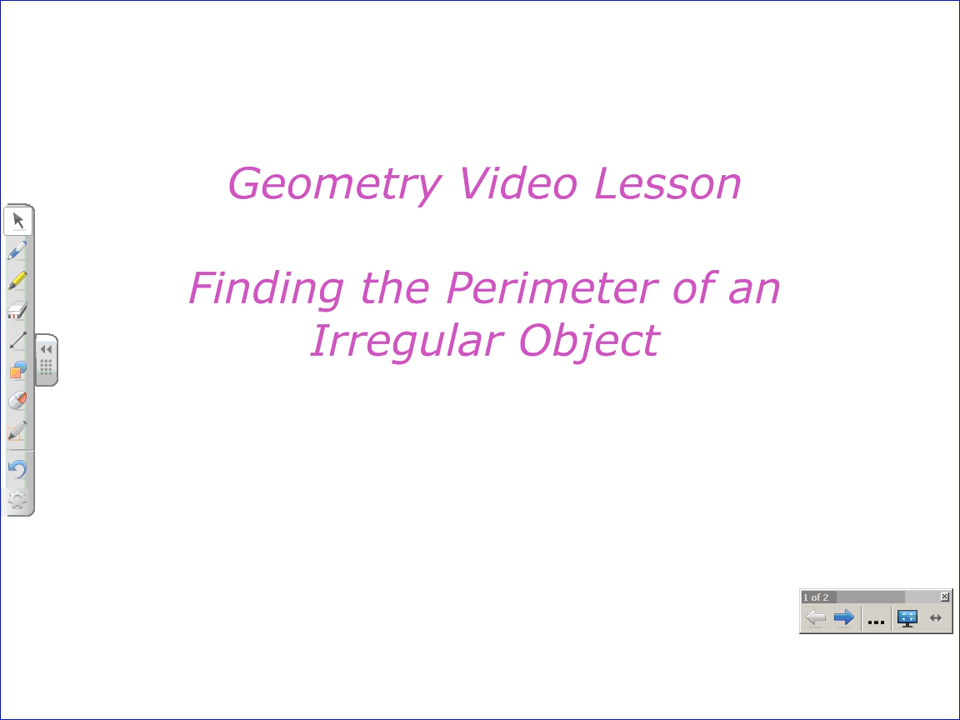 Geometry Video Lesson
Finding the Perimeter of an
Irregular Object
1 of 2
...